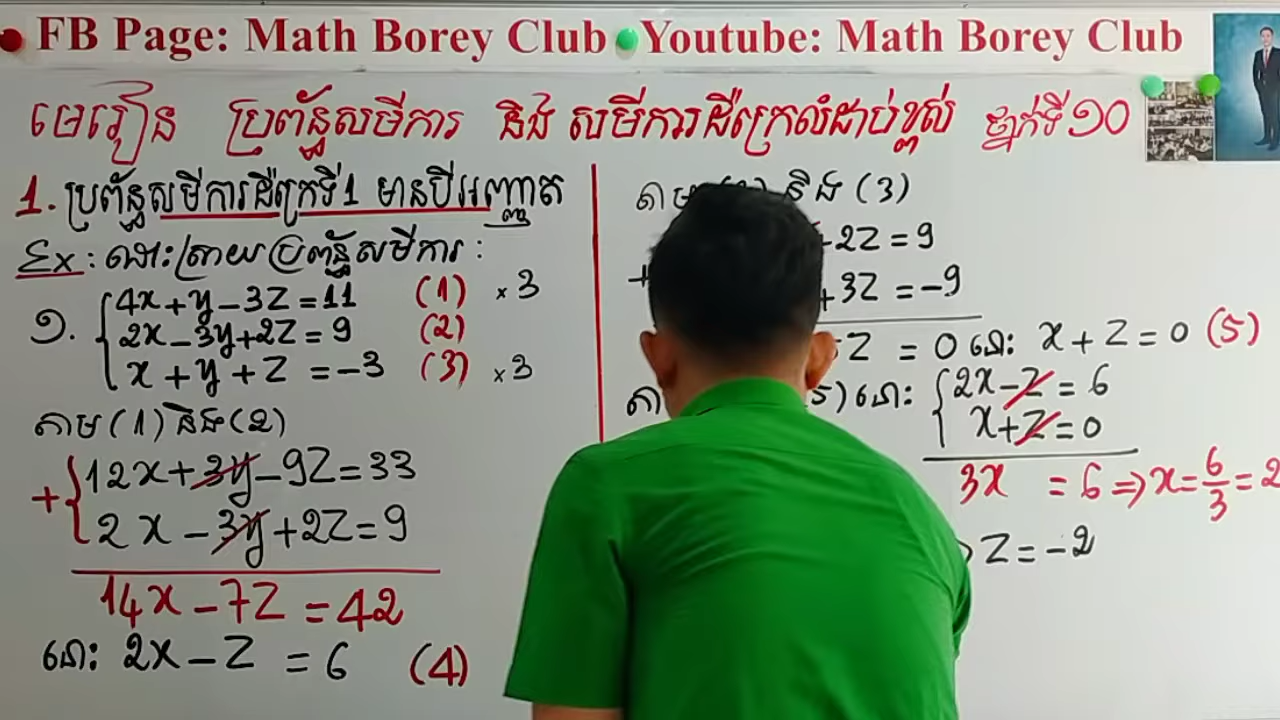 FB Page: Math Borey Club Youtube: Math Borey Club
មេរៀន ប្រព័ន្ធសមីការ និង សមីការដឺក្រេលំដាប់ខ្ពស់ ថ្នាក់ទី១០
1. ប្រព័ន្ធសមីការដឺក្រេទី1 មានបីអញ្ញាត
Ex: ដោះស្រាយប្រព័ន្ធសមីការ :
១. 4x+y-3z=11 (1) ×3
2x-3y+2z=9 (2)
x+y+z=-3 (3) ×3
តាម(1)និង(2)
+ 12x+3y-9z=33
2x-3y+2z=9
14x-7z=42
នោះ 2x-z=6 (4)
តាម និង (3)
2z=9
+ +3z=-9
z=0 នោះ x+z=0 (5)
5) នោះ 2x-z=6
x+z=0
3x=6 ⇒ x=6/3=2
z=-2